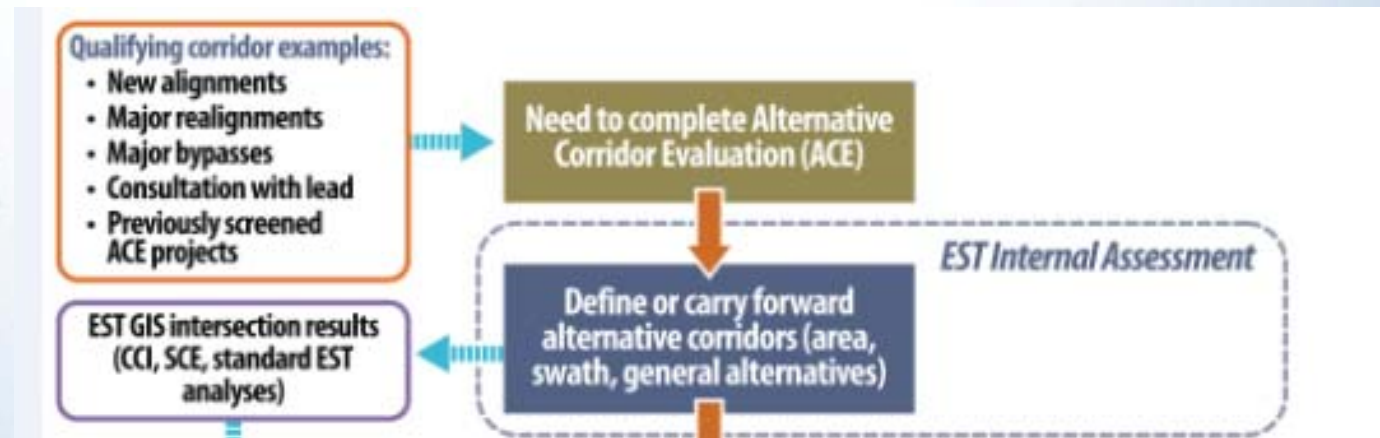 Qualifying corridor examples:
• New alignments
• Major realignments
• Major bypasses
• Consultation with lead
• Previously screened
ACE projects
Need to complete Alternative
Corridor Evaluation (ACE)
EST Internal Assessment
Define or carry forward
alternative corridors (area,
swath, general alternatives)
EST GIS intersection results
(CCI, SCE, standard EST
analyses)